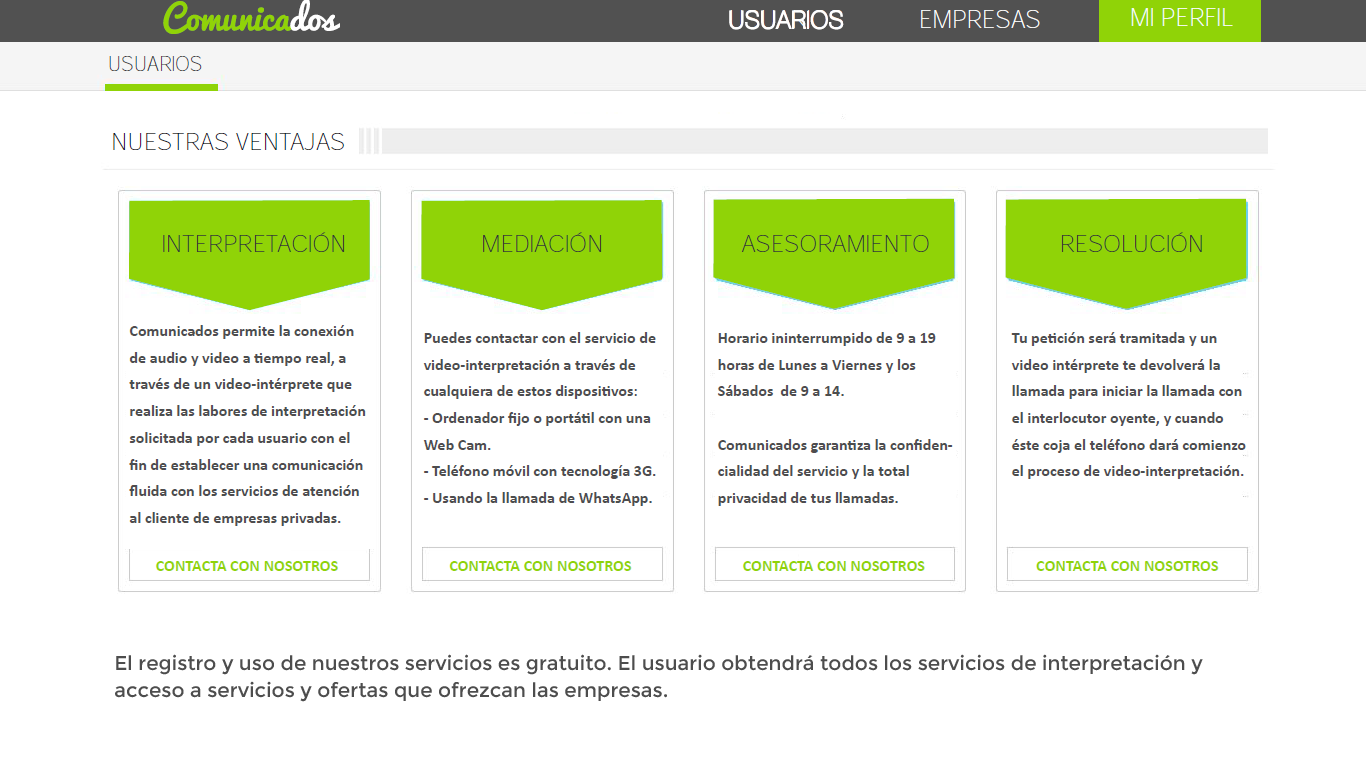 Comunicados
USUARIOS
EMPRESAS
MI PERFIL
USUARIOS
NUESTRAS VENTAJAS
INTERPRETACIÓN
Comunicados permite la conexión
de audio y video a tiempo real, a
través de un video-intérprete que
realiza las labores de interpretación
solicitada por cada usuario con el
fin de establecer una comunicación
fluida con los servicios de atención
al cliente de empresas privadas.
CONTACTA CON NOSOTROS
MEDIACIÓN
Puedes contactar con el servicio de
video-interpretación a través de
cualquiera de estos dispositivos:
- Ordenador fijo o portátil con una
Web Cam.
- Teléfono móvil con tecnología 3G.
- Usando la llamada de WhatsApp.
CONTACTA CON NOSOTROS
ASESORAMIENTO
Horario ininterrumpido de 9 a 19
horas de Lunes a Viernes y los
Sábados de 9 a 14.
Comunicados garantiza la confiden-
cialidad del servicio y la total
privacidad de tus llamadas.
CONTACTA CON NOSOTROS
RESOLUCIÓN
Tu petición será tramitada y un
video intérprete te devolverá la
llamada para iniciar la llamada con
el interlocutor oyente, y cuando
éste coja el teléfono dará comienzo
el proceso de video-interpretación.
CONTACTA CON NOSOTROS
El registro y uso de nuestros servicios es gratuito. El usuario obtendrá todos los servicios de interpretación y
acceso a servicios y ofertas que ofrezcan las empresas.